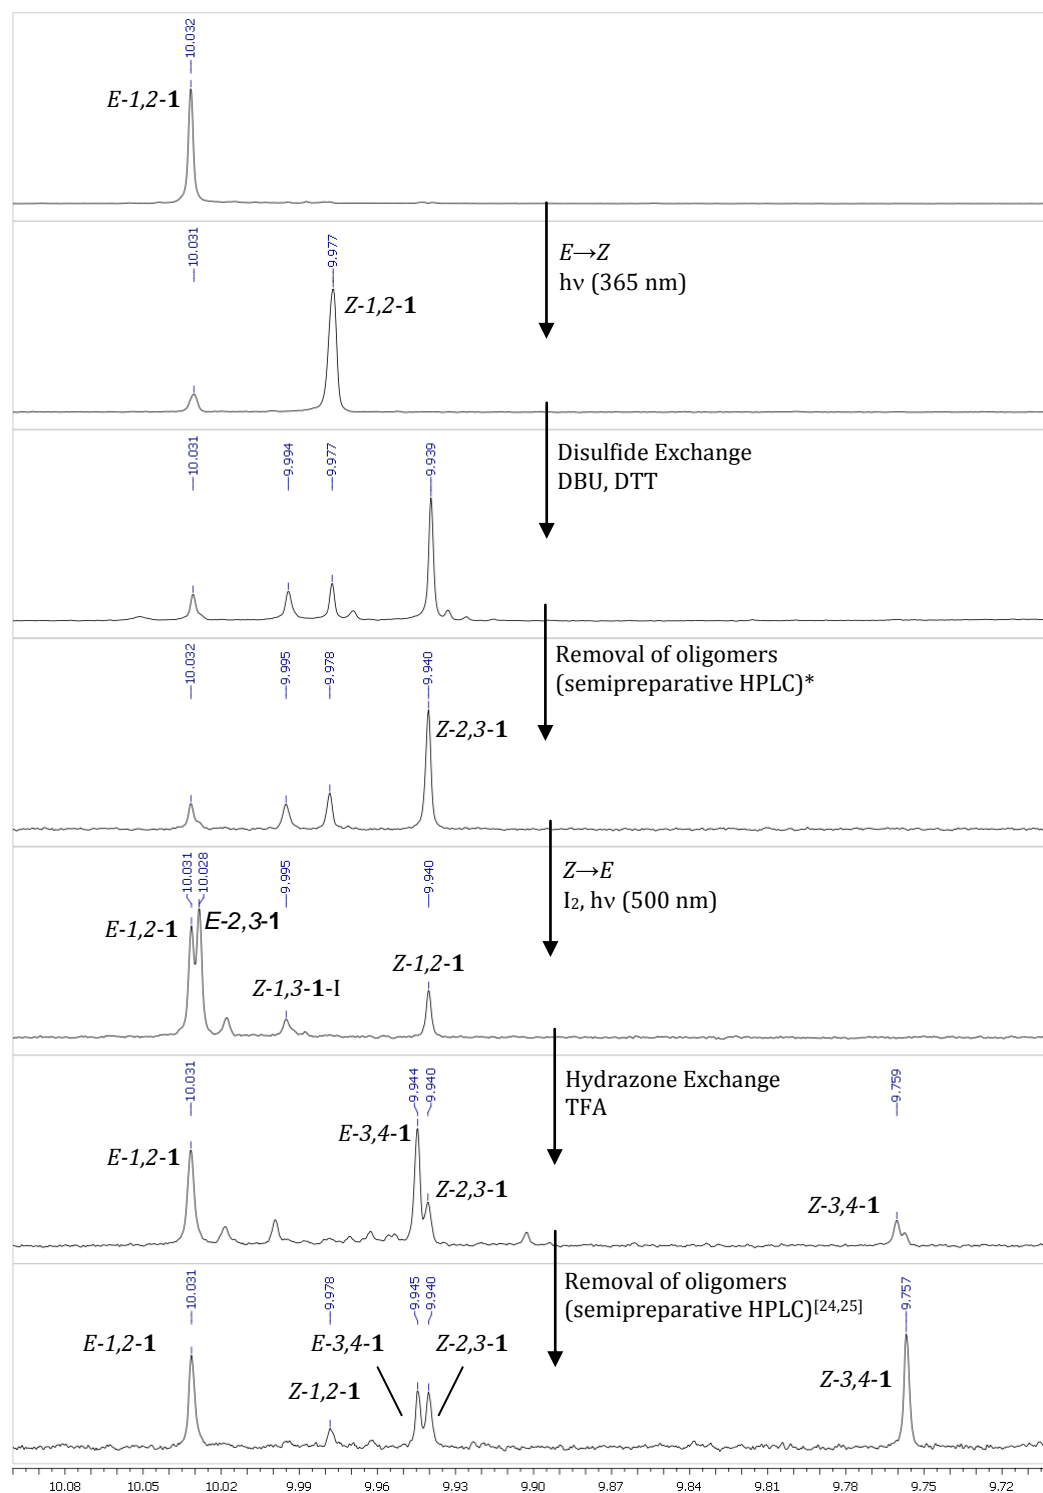 10.032
E-1,2-1
E→Z
hν (365 nm)
10.031
9.977
Z-1,2-1
Disulfide Exchange
DBU, DTT
10.031
9.994
9.977
9.939
Removal of oligomers
(semipreparative HPLC)*
10.032
9.995
9.978
9.940
Z-2,3-1
Z→E
I₂, hν (500 nm)
10.031
10.028
9.995
9.940
E-1,2-1
E-2,3-1
Z-1,3-1-I
Z-1,2-1
Hydrazone Exchange
TFA
10.031
9.944
9.940
9.759
E-3,4-1
E-1,2-1
Z-2,3-1
Z-3,4-1
Removal of oligomers
(semipreparative HPLC)[24,25]
10.031
9.978
9.945
9.940
9.757
E-1,2-1
E-3,4-1
Z-2,3-1
Z-1,2-1
Z-3,4-1
10.08 10.05 10.02 9.99 9.96 9.93 9.90 9.87 9.84 9.81 9.78 9.75 9.72